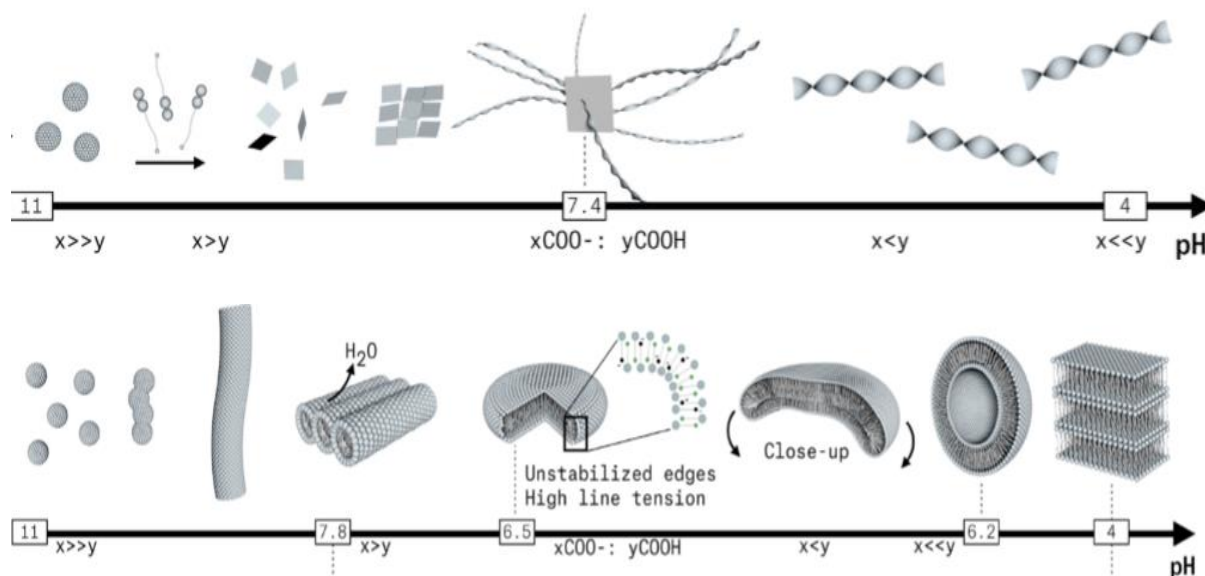 11
7.4
4
x>>y
x>y
xCOO-: yCOOH
x<y
x<<y
pH
H₂O
Unstabilized edges
High line tension
Close-up
11
7.8
6.5
6.2
4
x>>y
x>y
xCOO-: yCOOH
x<y
x<<y
pH